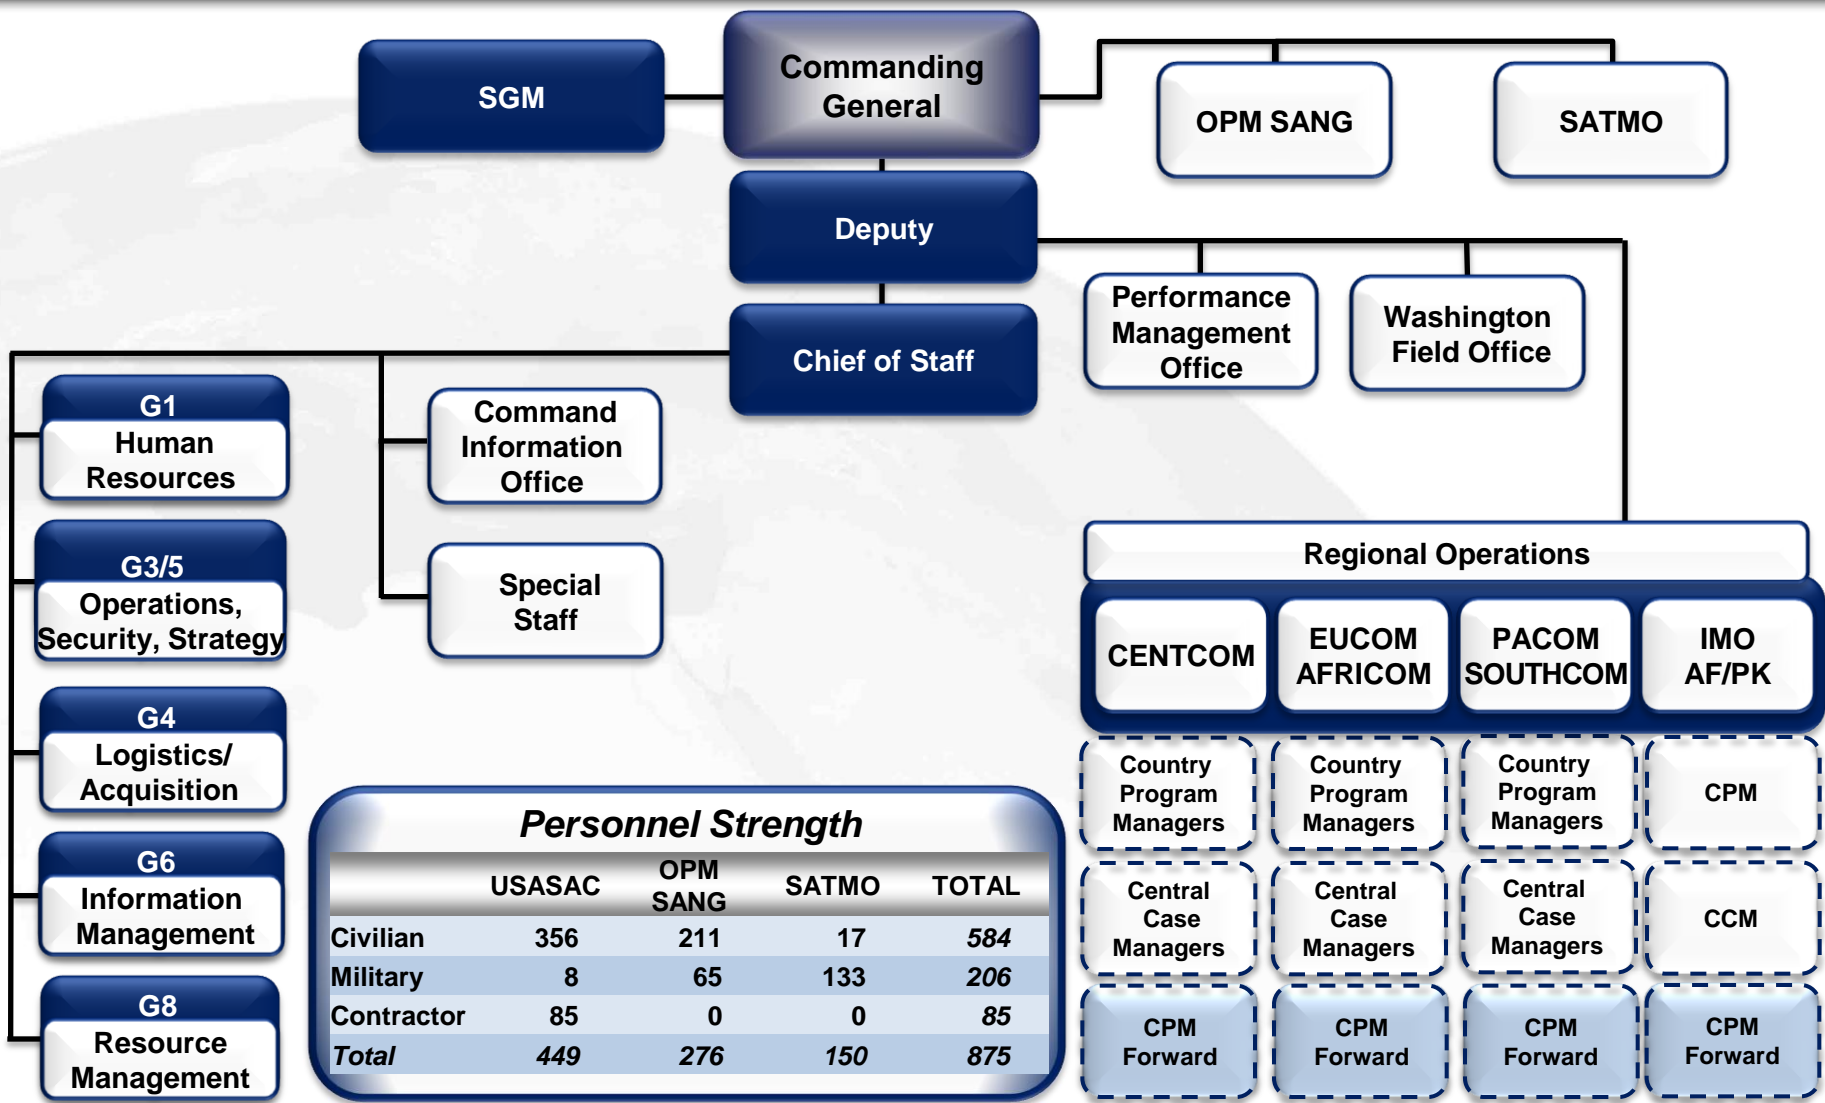 SGM
Commanding
General
OPM SANG
SATMO
Deputy
Performance
Management
Office
Washington
Field Office
Chief of Staff
G1
Human
Resources
Command
Information
Office
G3/5
Operations,
Security, Strategy
Special
Staff
G4
Logistics/
Acquisition
G6
Information
Management
G8
Resource
Management
Regional Operations
CENTCOM
EUCOM
AFRICOM
PACOM
SOUTHCOM
IMO
AF/PK
Country
Program
Managers
Country
Program
Managers
Country
Program
Managers
CPM
Central
Case
Managers
Central
Case
Managers
Central
Case
Managers
CCM
CPM
Forward
CPM
Forward
CPM
Forward
CPM
Forward
Personnel Strength
USASAC OPM SANG SATMO TOTAL
Civilian 356 211 17 584
Military 8 65 133 206
Contractor 85 0 0 85
Total 449 276 150 875